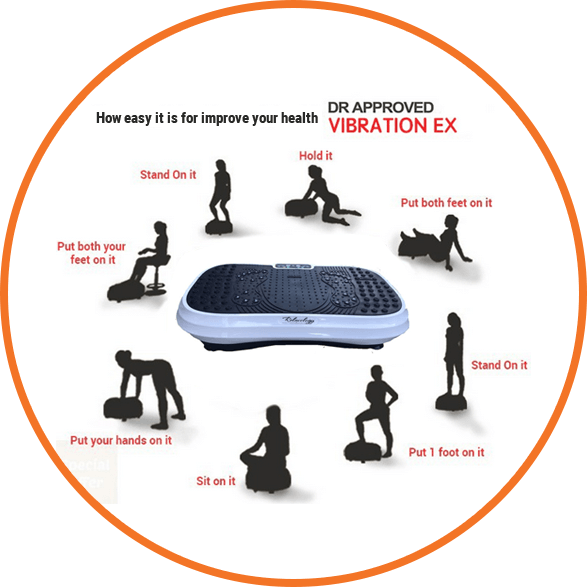 How easy it is for improve your health
DR APPROVED
VIBRATION EX
Hold it
Stand On it
Put both feet on it
Put both your
feet on it
Stand On it
Put your hands on it
Put 1 foot on it
Sit on it